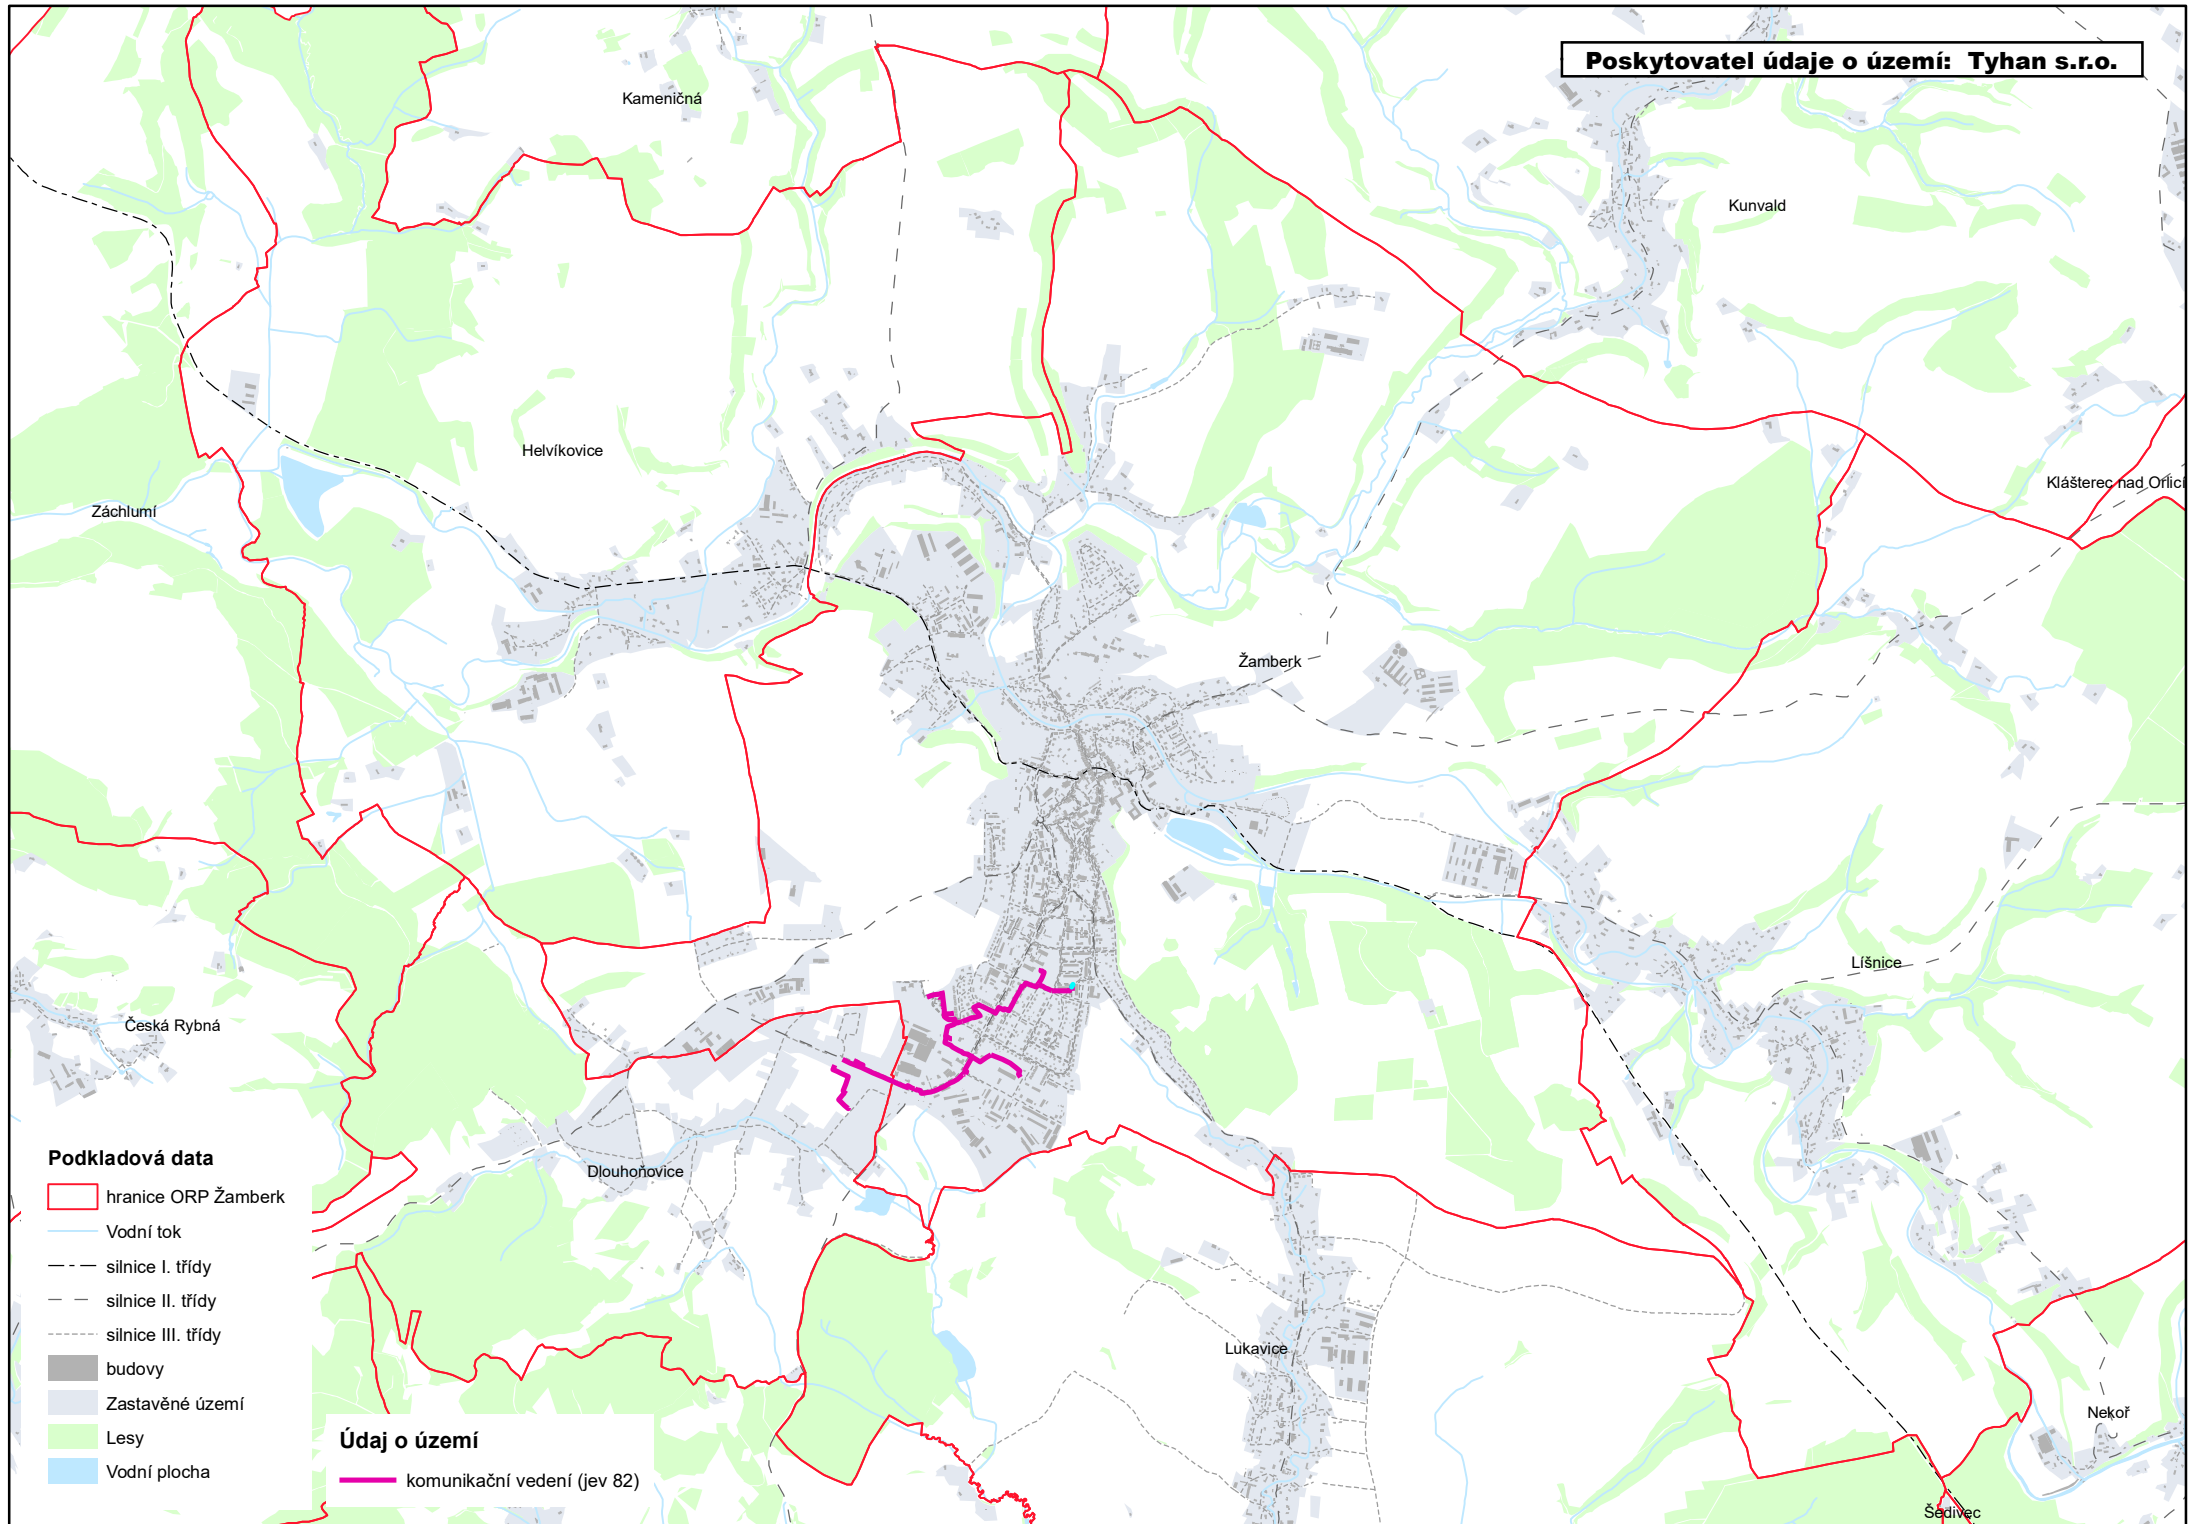 Poskytovatel údaje o území:  Tyhan s.r.o.
Kameničná
Kunvald
Helvíkovice
Klášterec nad Orlicí
Záchlumí
Žamberk
Líšnice
Česká Rybná
Dlouhoňovice
Lukavice
Nekoř
Šedivec
Podkladová data
hranice ORP Žamberk
Vodní tok
silnice I. třídy
silnice II. třídy
silnice III. třídy
budovy
Zastavěné území
Lesy
Vodní plocha
Údaj o území
komunikační vedení (jev 82)